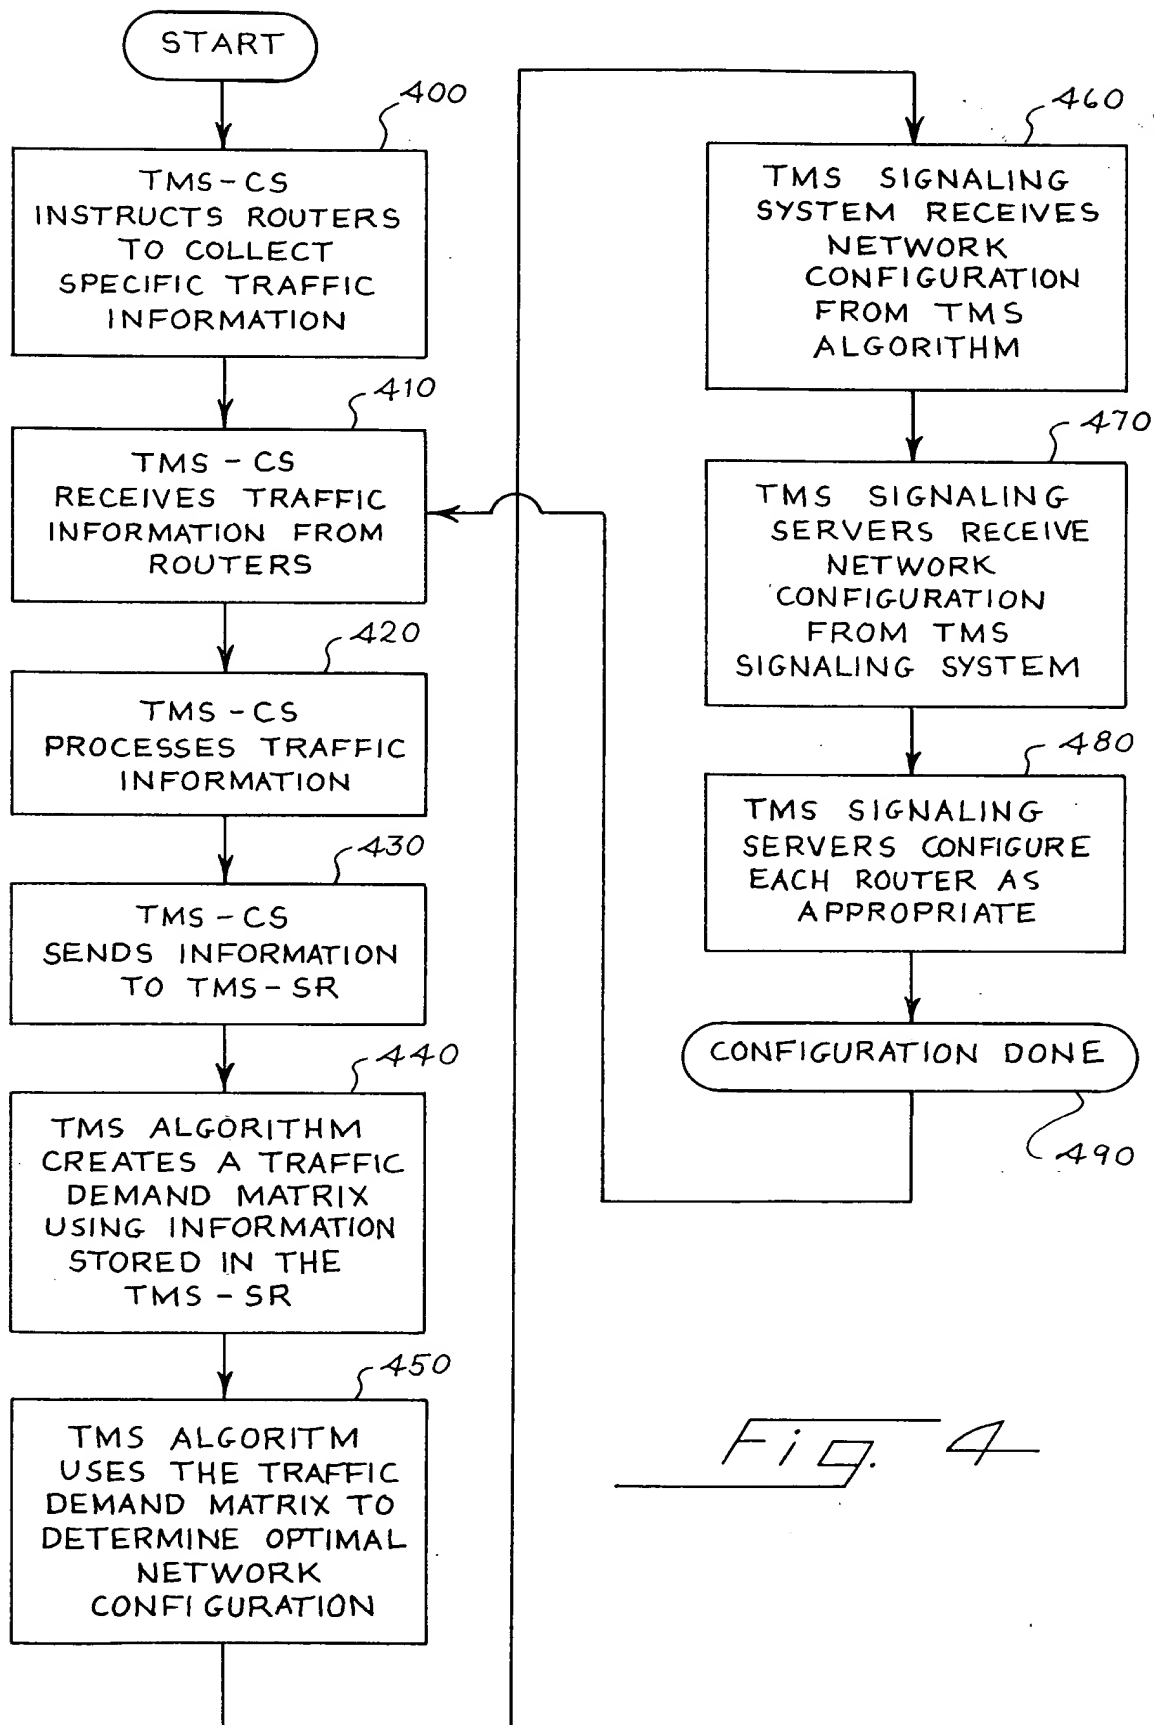 START
400
TMS-CS
INSTRUCTS ROUTERS
TO COLLECT
SPECIFIC TRAFFIC
INFORMATION
410
TMS-CS
RECEIVES TRAFFIC
INFORMATION FROM
ROUTERS
420
TMS-CS
PROCESSES TRAFFIC
INFORMATION
430
TMS-CS
SENDS INFORMATION
TO TMS-SR
440
TMS ALGORITHM
CREATES A TRAFFIC
DEMAND MATRIX
USING INFORMATION
STORED IN THE
TMS-SR
450
TMS ALGORITM
USES THE TRAFFIC
DEMAND MATRIX TO
DETERMINE OPTIMAL
NETWORK
CONFIGURATION
460
TMS SIGNALING
SYSTEM RECEIVES
NETWORK
CONFIGURATION
FROM TMS
ALGORITHM
470
TMS SIGNALING
SERVERS RECEIVE
NETWORK
CONFIGURATION
FROM TMS
SIGNALING SYSTEM
480
TMS SIGNALING
SERVERS CONFIGURE
EACH ROUTER AS
APPROPRIATE
CONFIGURATION DONE
490
Fig. 4